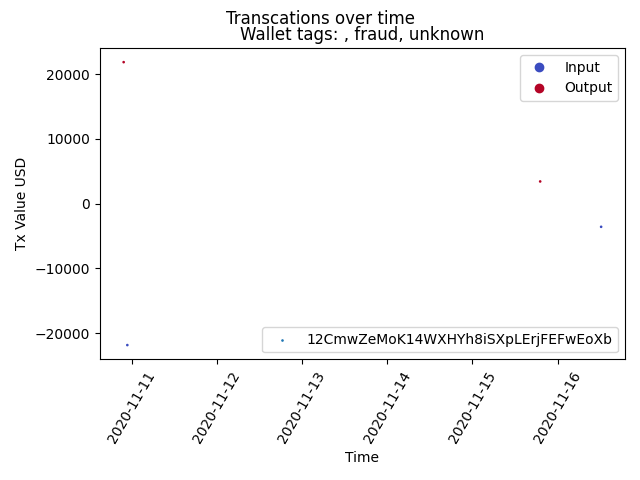 Transcations over time
Wallet tags: , fraud, unknown
Input
Output
20000
10000
0
−10000
−20000
Tx Value USD
12CmwZeMoK14WXHYh8iSXpLErjFEFwEoXb
2020-11-11
2020-11-12
2020-11-13
2020-11-14
2020-11-15
2020-11-16
Time